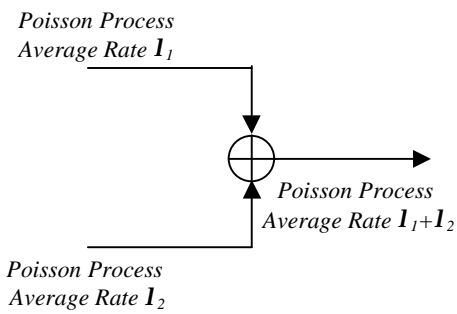 Poisson Process
Average Rate l₁
Poisson Process
Average Rate l₁+l₂
Poisson Process
Average Rate l₂